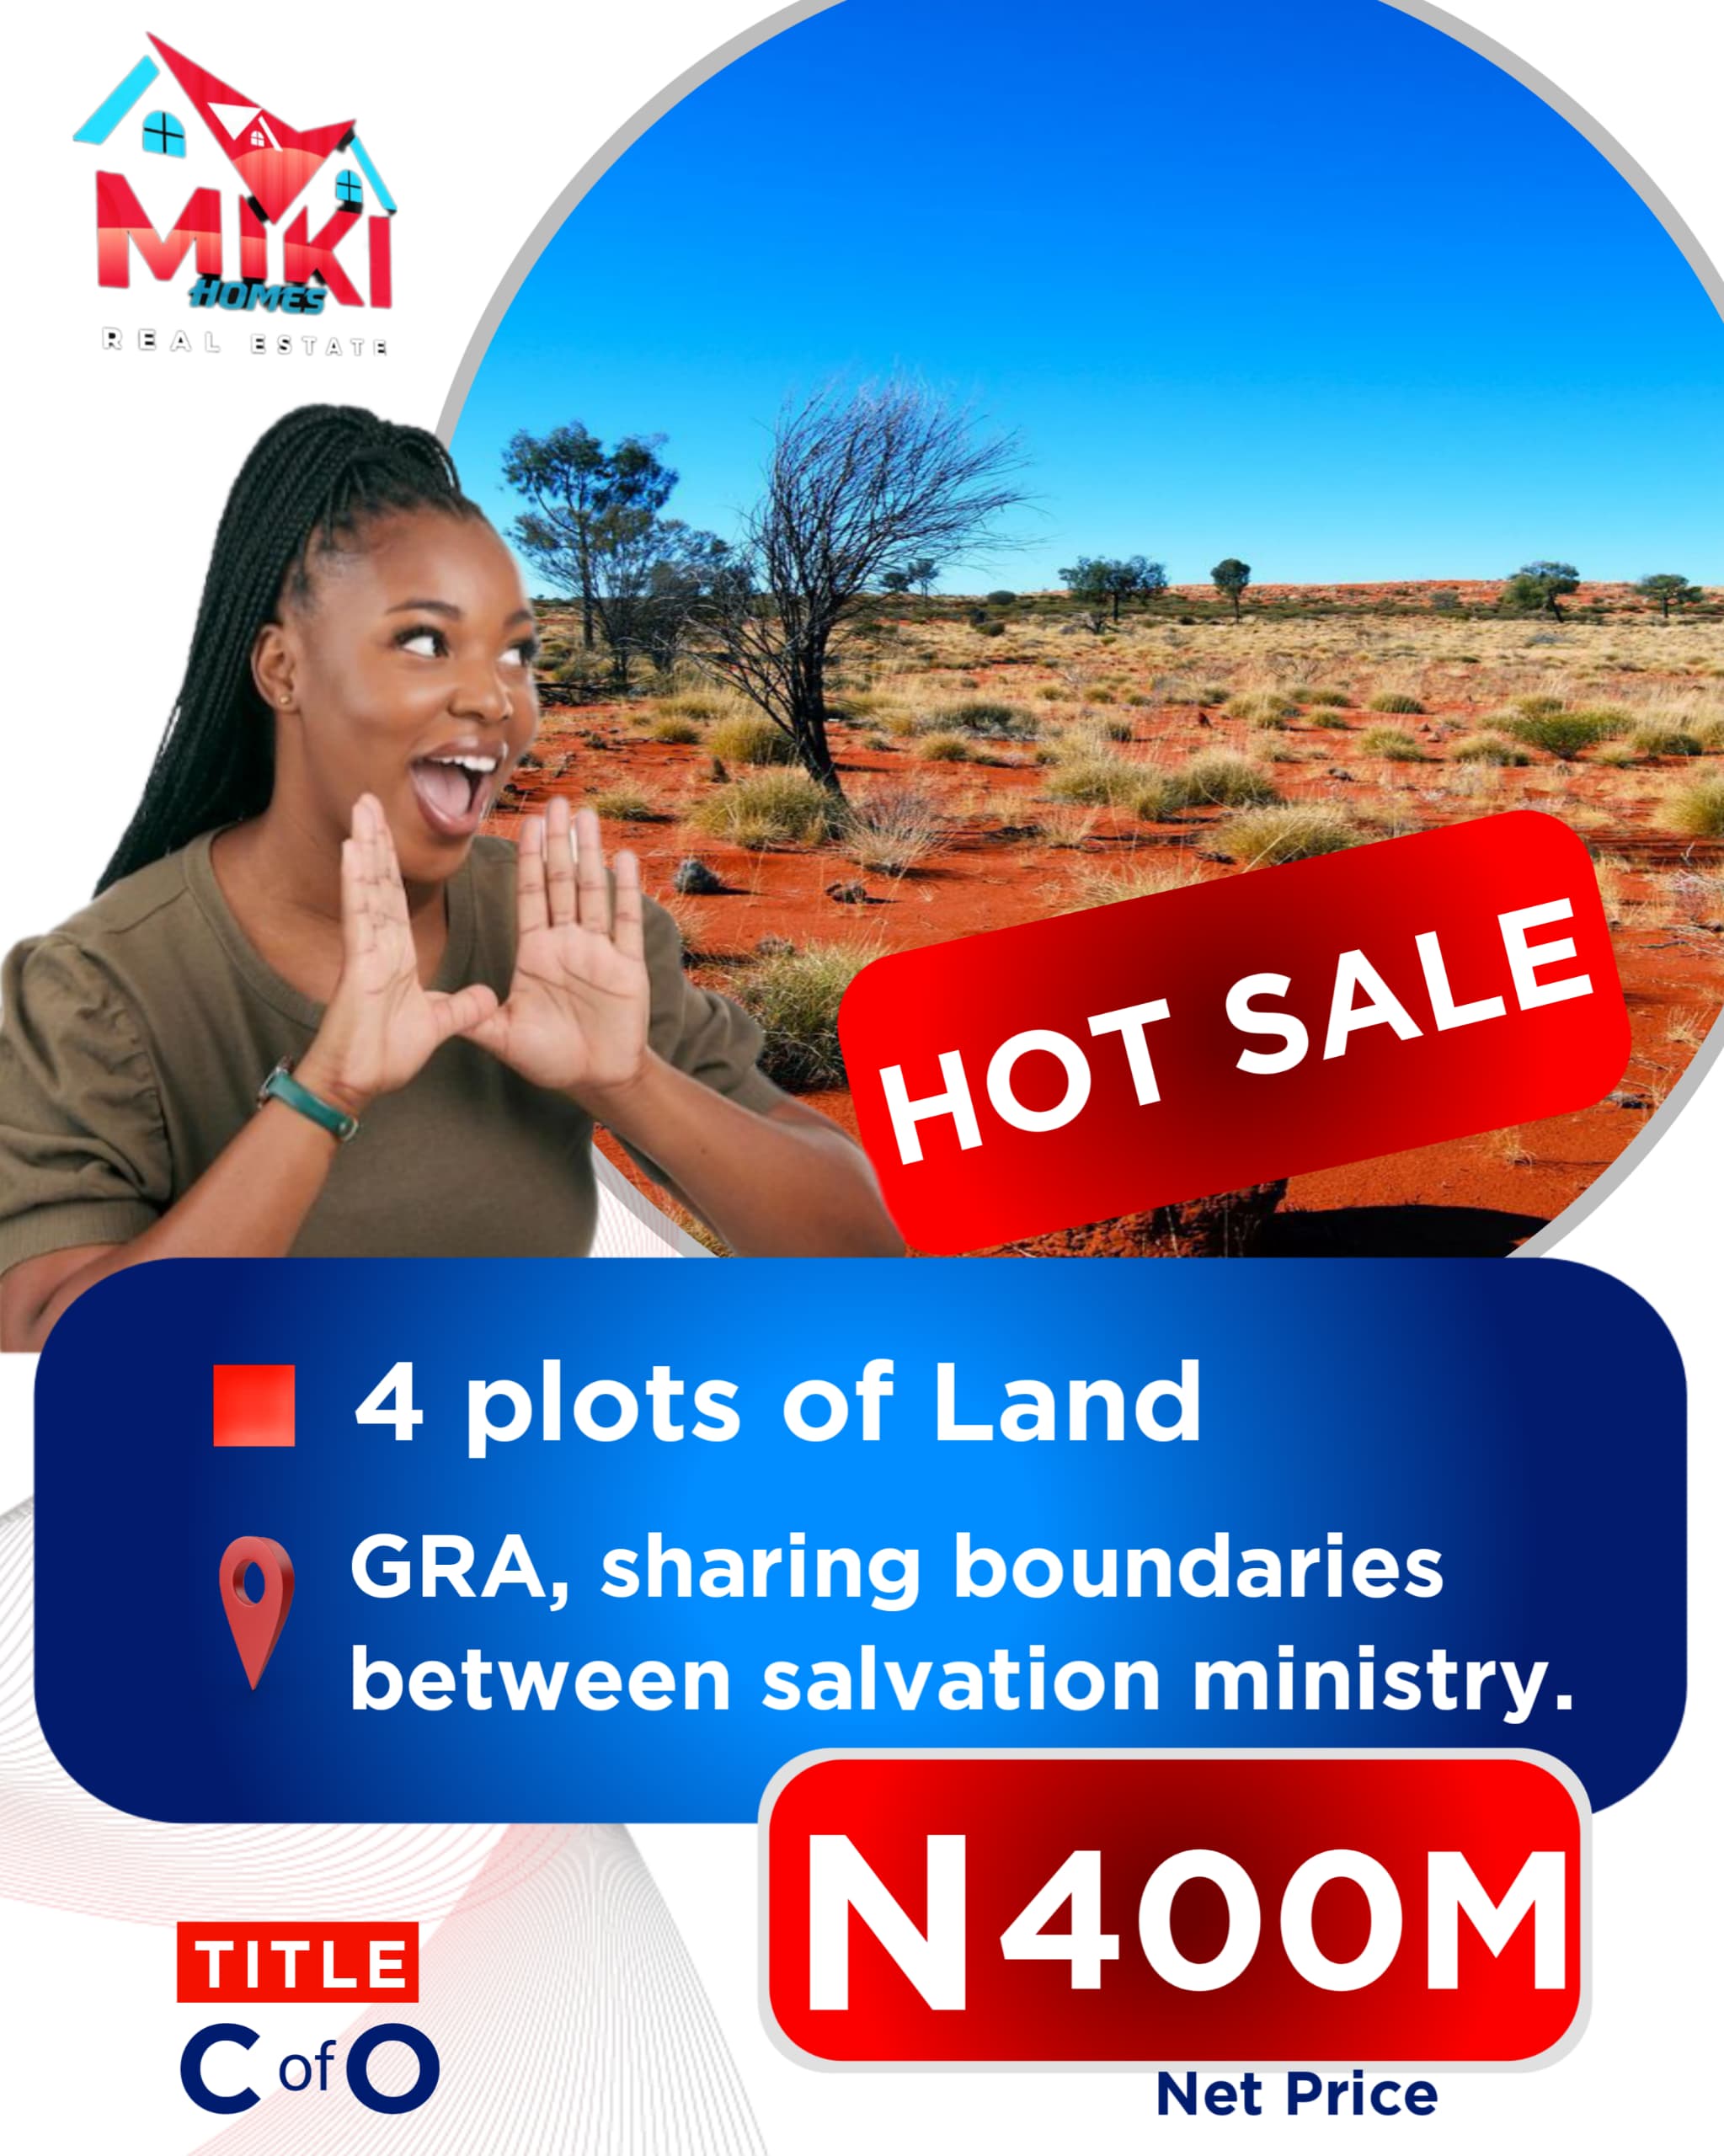 MIKI
HOMES
REAL ESTATE
HOT SALE
4 plots of Land
GRA, sharing boundaries
between salvation ministry.
N400M
Net Price
TITLE
C of O